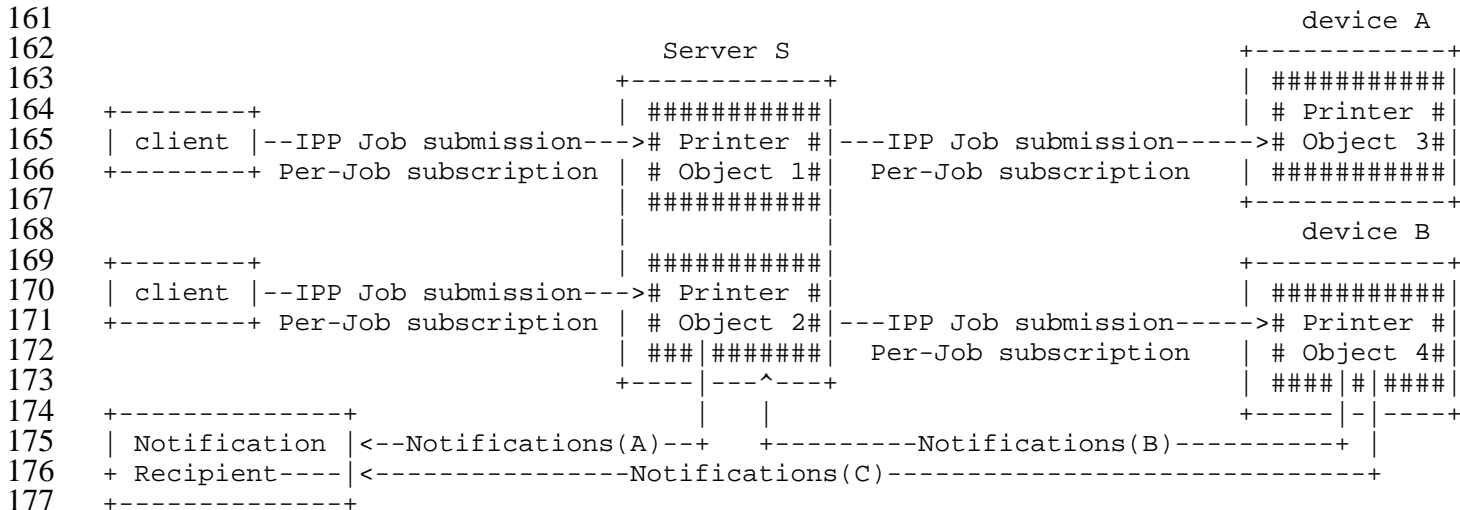 161                                                                                       device A
162                                            Server S                               +------------+
163                                         +------------+                            | ###########|
164    +--------+                           | ###########|                            | # Printer #|
165    | client |--IPP Job submission---># Printer #|---IPP Job submission-----># Object 3#|
166    +--------+ Per-Job subscription | # Object 1#|  Per-Job subscription   | ###########|
167                                         | ###########|                            +------------+
168                                         |            |                               device B
169    +--------+                           | ###########|                            +------------+
170    | client |--IPP Job submission---># Printer #|                            | ###########|
171    +--------+ Per-Job subscription | # Object 2#|---IPP Job submission-----># Printer #|
172                                         | ###|#######|  Per-Job subscription   | # Object 4#|
173                                         +----|---^---+                            | ####|#|####|
174    +--------------+                          |   |                                +-----|-|----+
175    | Notification |<--Notifications(A)--+   +---------Notifications(B)----------+ |
176    + Recipient----|<----------------Notifications(C)-------------------------------+
177    +--------------+